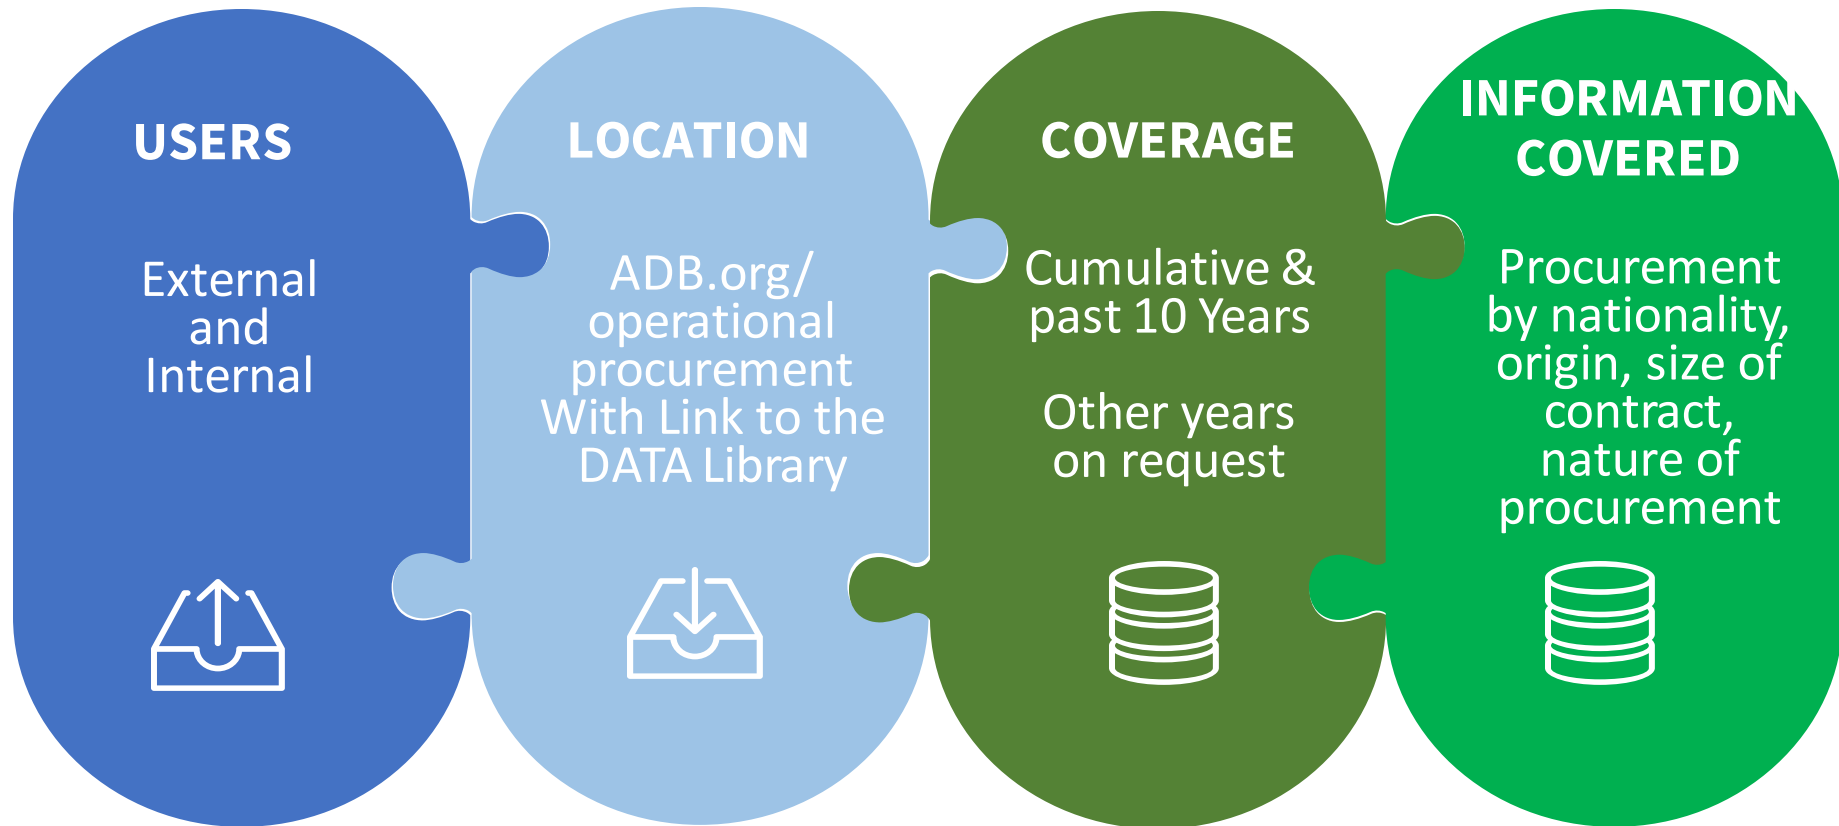 USERS
External
and
Internal
LOCATION
ADB.org/
operational
procurement
With Link to the
DATA Library
COVERAGE
Cumulative &
past 10 Years
Other years
on request
INFORMATION
COVERED
Procurement
by nationality,
origin, size of
contract,
nature of
procurement